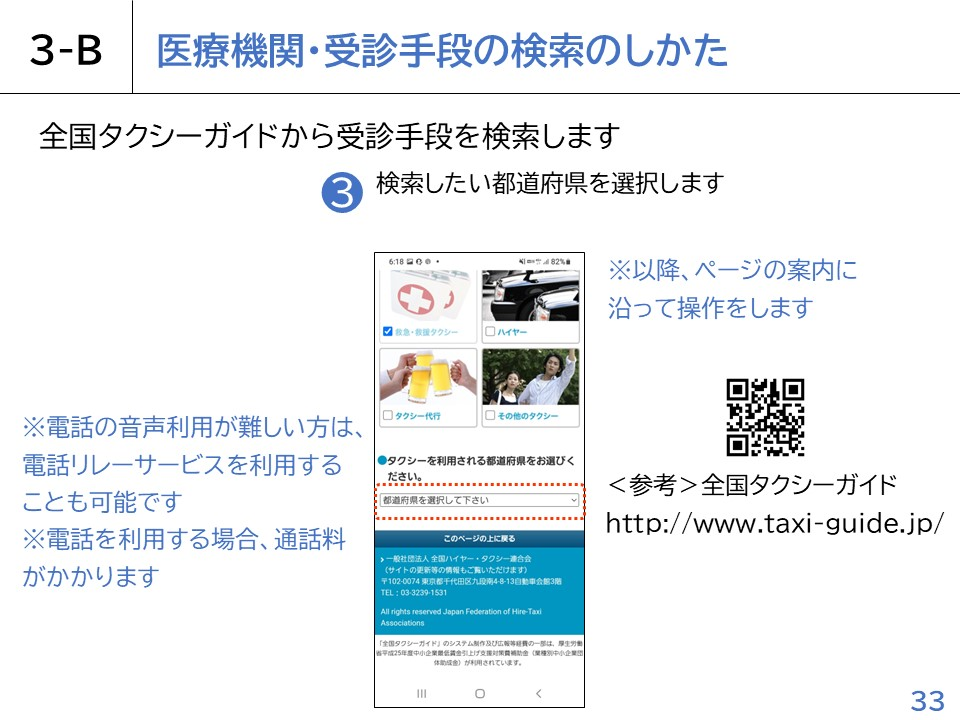 3-B
医療機関・受診手段の検索のしかた
全国タクシーガイドから受診手段を検索します
3 検索したい都道府県を選択します
6:18 82%
救急・救援タクシー
ハイヤー
タクシー代行
その他のタクシー
●タクシーを利用される都道府県をお選びく
ださい。
都道府県を選択して下さい
このページの上に戻る
› 一般社団法人 全国ハイヤー・タクシー連合会
（サイトの更新等の情報もご覧いただけます）
〒102-0074 東京都千代田区九段南4-8-13自動車会館3階
TEL：03-3239-1531
All rights reserved Japan Federation of Hire-Taxi
Associations
「全国タクシーガイド」のシステム制作及び広報等経費の一部は、厚生労働
省平成25年度中小企業最低賃金引上げ支援対策費補助金（業種別中小企業団
体助成金）が利用されています。
※以降、ページの案内に
沿って操作をします
※電話の音声利用が難しい方は、
電話リレーサービスを利用する
ことも可能です
※電話を利用する場合、通話料
がかかります
＜参考＞全国タクシーガイド
http://www.taxi-guide.jp/
33